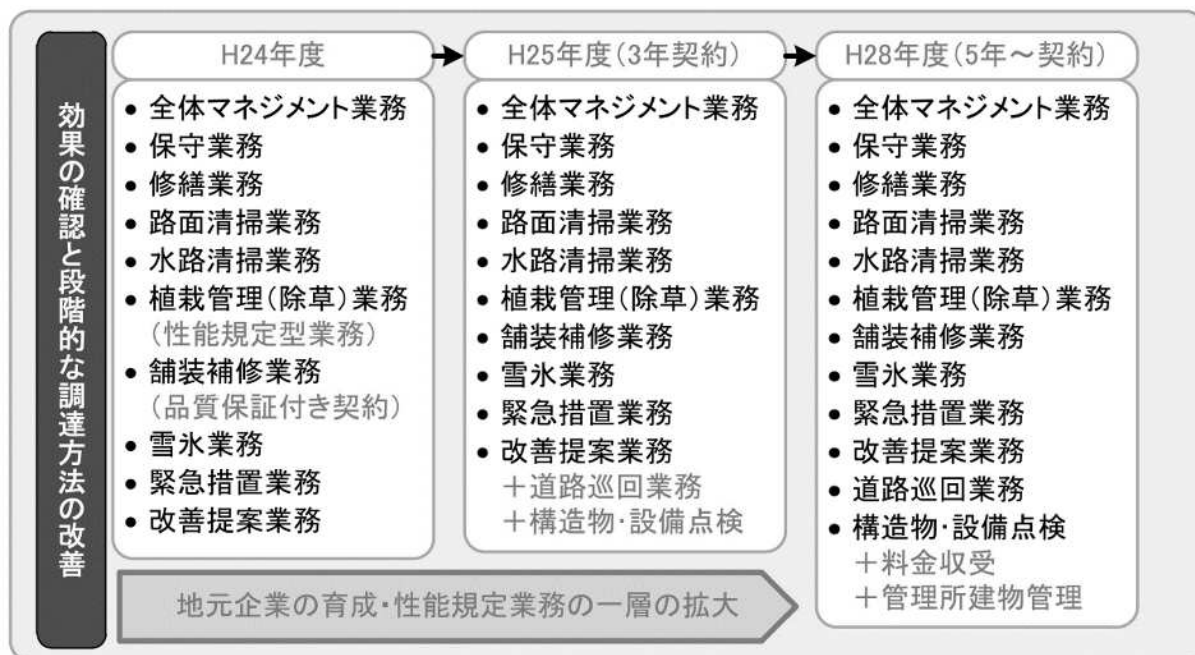 効果の確認と段階的な調達方法の改善
H24年度
• 全体マネジメント業務
• 保守業務
• 修繕業務
• 路面清掃業務
• 水路清掃業務
• 植栽管理(除草)業務
(性能規定型業務)
• 舗装補修業務
(品質保証付き契約)
• 雪氷業務
• 緊急措置業務
• 改善提案業務
H25年度(3年契約)
• 全体マネジメント業務
• 保守業務
• 修繕業務
• 路面清掃業務
• 水路清掃業務
• 植栽管理(除草)業務
• 舗装補修業務
• 雪氷業務
• 緊急措置業務
• 改善提案業務
+道路巡回業務
+構造物・設備点検
H28年度(5年~契約)
• 全体マネジメント業務
• 保守業務
• 修繕業務
• 路面清掃業務
• 水路清掃業務
• 植栽管理(除草)業務
• 舗装補修業務
• 雪氷業務
• 緊急措置業務
• 改善提案業務
• 道路巡回業務
• 構造物・設備点検
+料金収受
+管理所建物管理
地元企業の育成・性能規定業務の一層の拡大